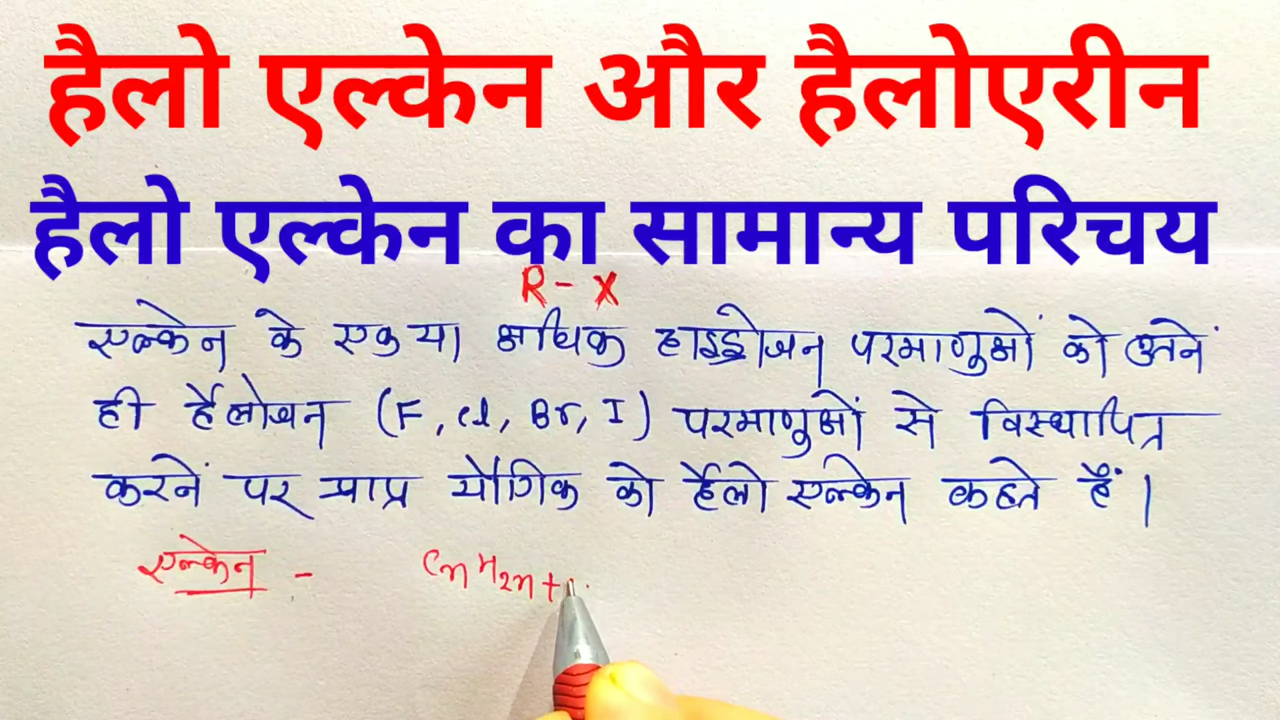 हैलो एल्केन और हैलोएरीन
हैलो एल्केन का सामान्य परिचय
R - X
एल्केन के एक या अधिक हाइड्रोजन परमाणुओं को उतनें
ही हैलोजन (F, Cl, Br, I) परमाणुओं से विस्थापित
करनें पर प्राप्त यौगिक को हैलो एल्केन कहते हैं।
एल्केन - CnH2n+